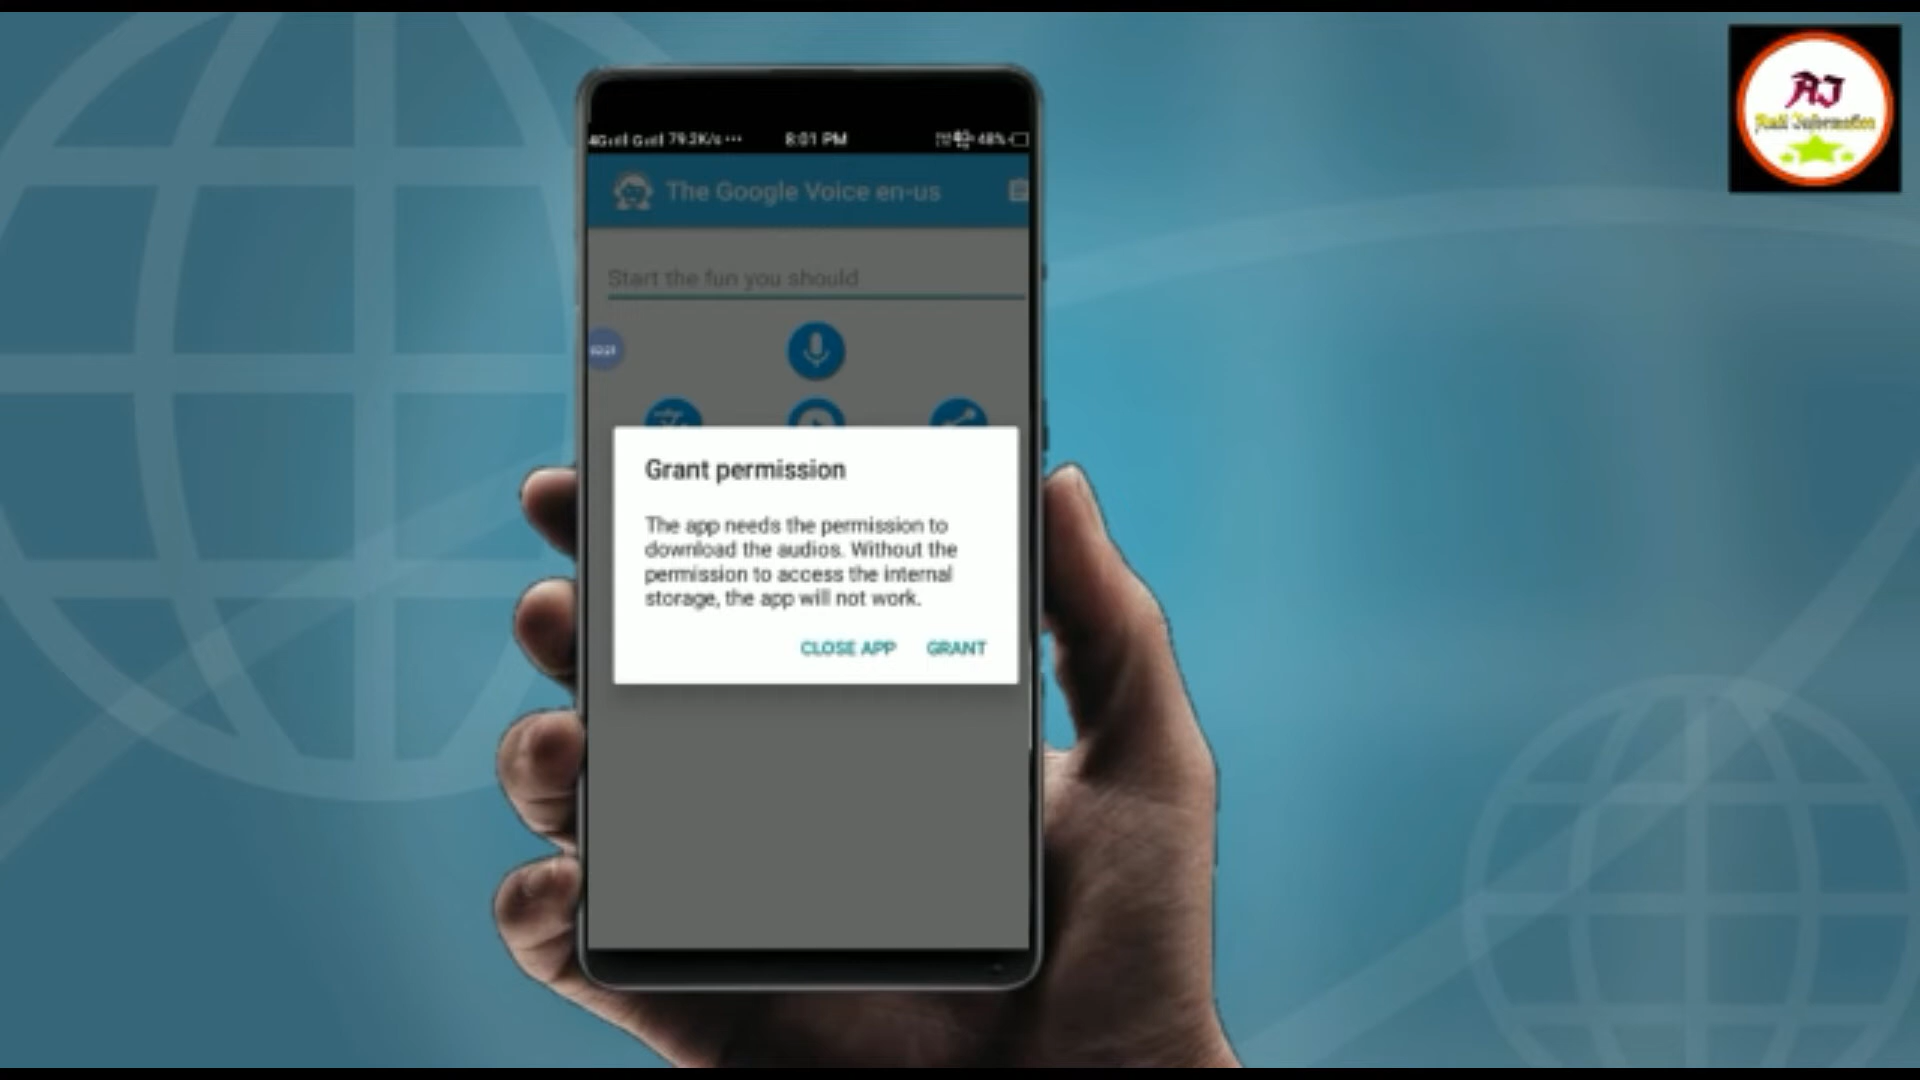 AJ
79.2K/s ··· 8:01 PM 48%
The Google Voice en-us
Start the fun you should
Grant permission
The app needs the permission to
download the audios. Without the
permission to access the internal
storage, the app will not work.
CLOSE APP GRANT